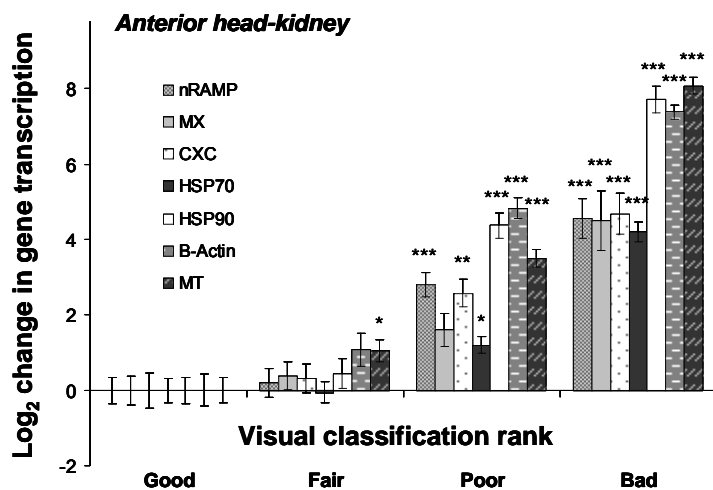 Anterior head-kidney
Log2 change in gene transcription
8
6
4
2
0
-2
nRAMP
MX
CXC
HSP70
HSP90
B-Actin
MT
*
***
**
*
***
***
***
***
***
***
***
***
***
***
Visual classification rank
Good Fair Poor Bad